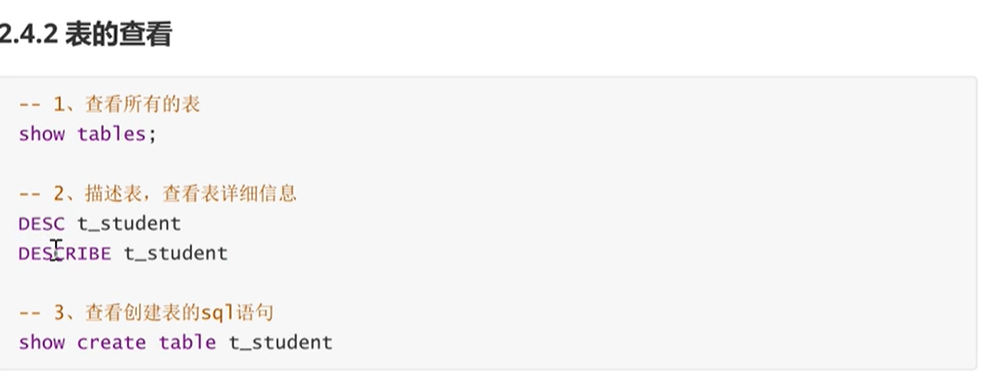 2.4.2 表的查看
-- 1、查看所有的表
show tables;
-- 2、描述表，查看表详细信息
DESC t_student
DESCRIBE t_student
-- 3、查看创建表的sql语句
show create table t_student